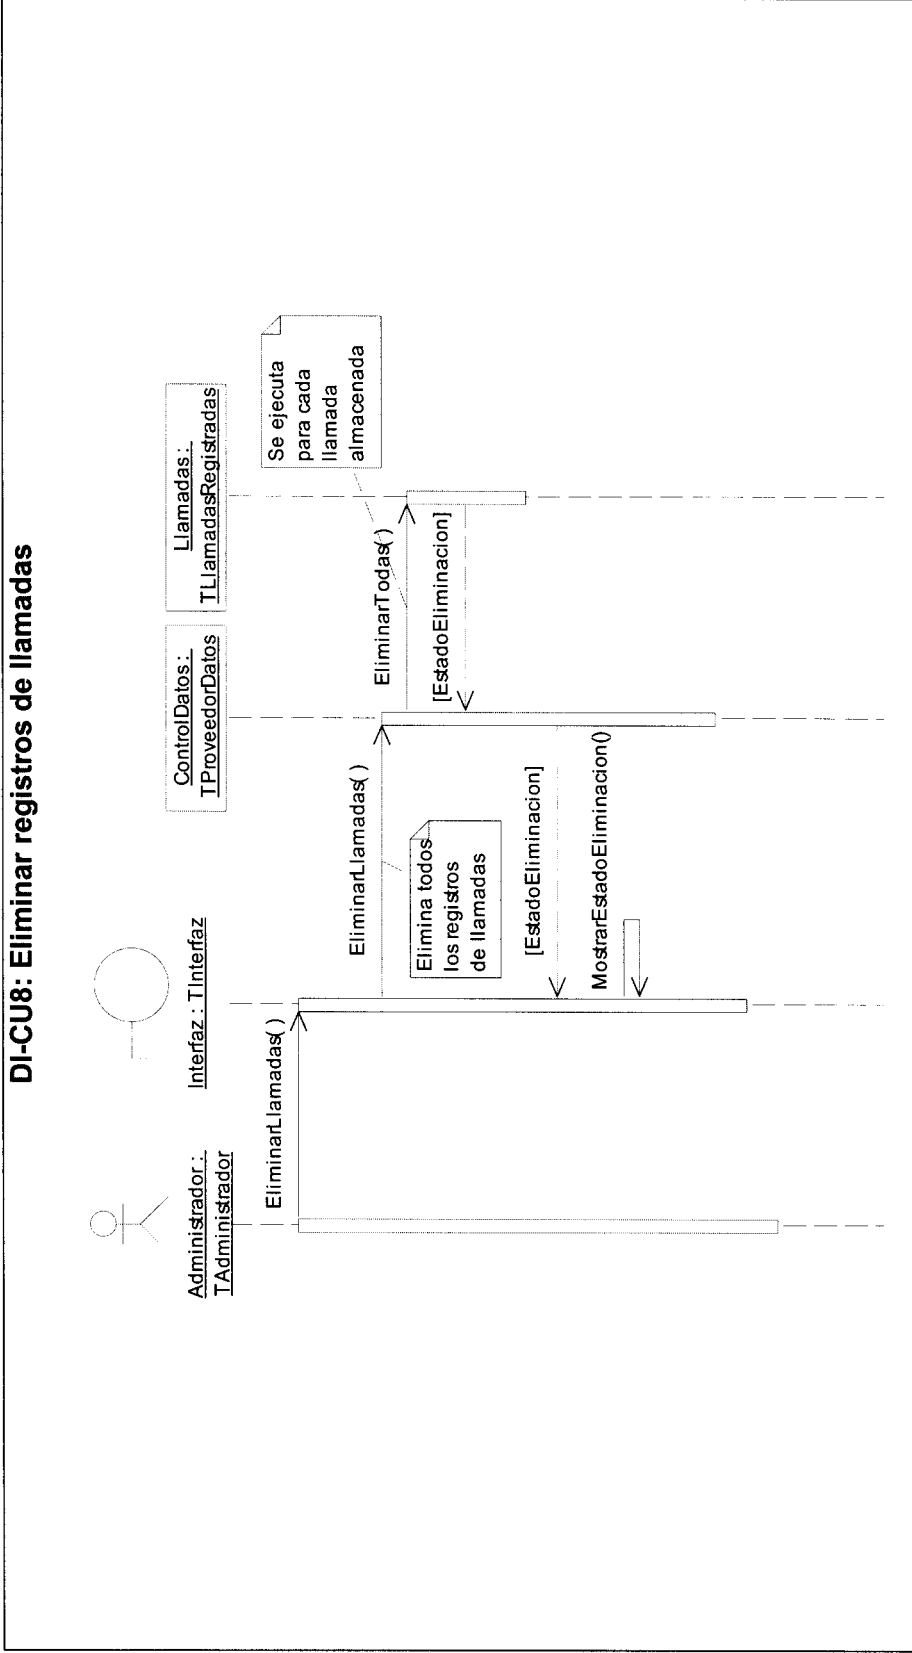 DI-CU8: Eliminar registros de llamadas
Administrador :
TAdministrador
Interfaz : TInterfaz
ControlDatos :
TProveedorDatos
Llamadas :
TLlamadasRegistradas
EliminarLlamadas( )
EliminarLlamadas( )
Elimina todos
los registros
de llamadas
EliminarTodas( )
Se ejecuta
para cada
llamada
almacenada
[EstadoEliminacion]
[EstadoEliminacion]
MostrarEstadoEliminacion()